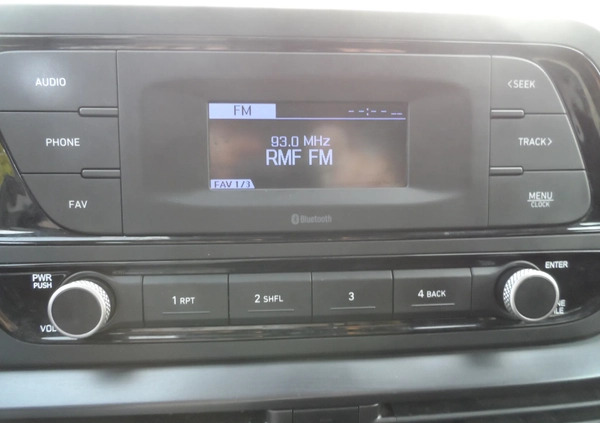 AUDIO
PHONE
FAV
FM
--:-- --
93.0 MHz
RMF FM
FAV 1/3
Bluetooth
<SEEK
TRACK>
MENU
CLOCK
PWR
PUSH
VOL
1 RPT
2 SHFL
3
4 BACK
ENTER